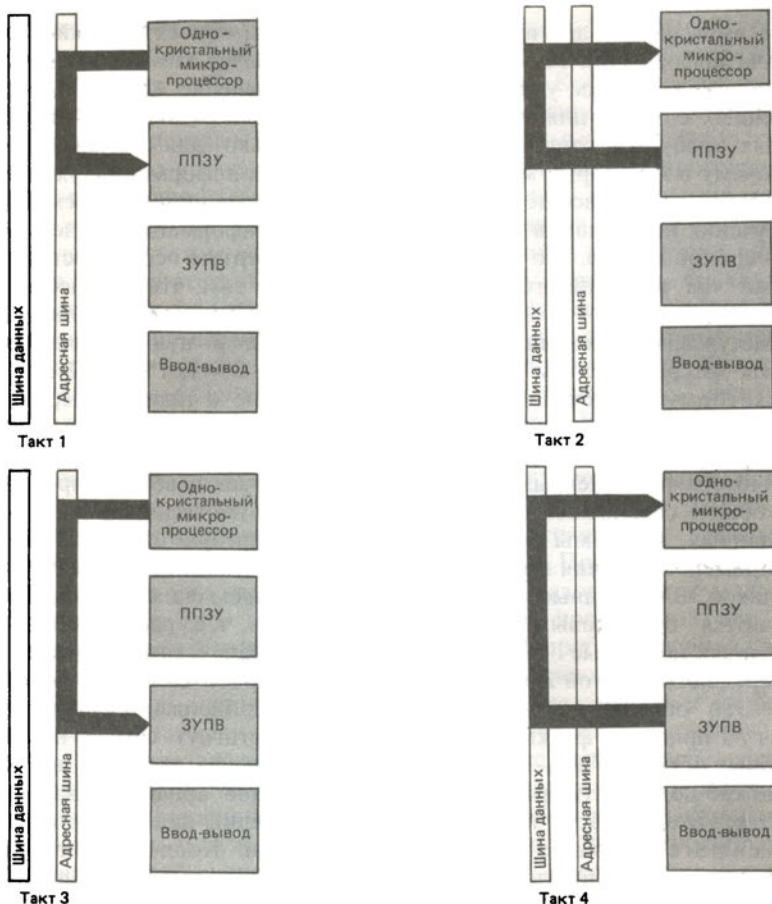 Шина данных
Адресная шина
Одно-
кристальный
микро-
процессор
ППЗУ
ЗУПВ
Ввод-вывод
Такт 1
Шина данных
Адресная шина
Одно-
кристальный
микро-
процессор
ППЗУ
ЗУПВ
Ввод-вывод
Такт 2
Шина данных
Адресная шина
Одно-
кристальный
микро-
процессор
ППЗУ
ЗУПВ
Ввод-вывод
Такт 3
Шина данных
Адресная шина
Одно-
кристальный
микро-
процессор
ППЗУ
ЗУПВ
Ввод-вывод
Такт 4